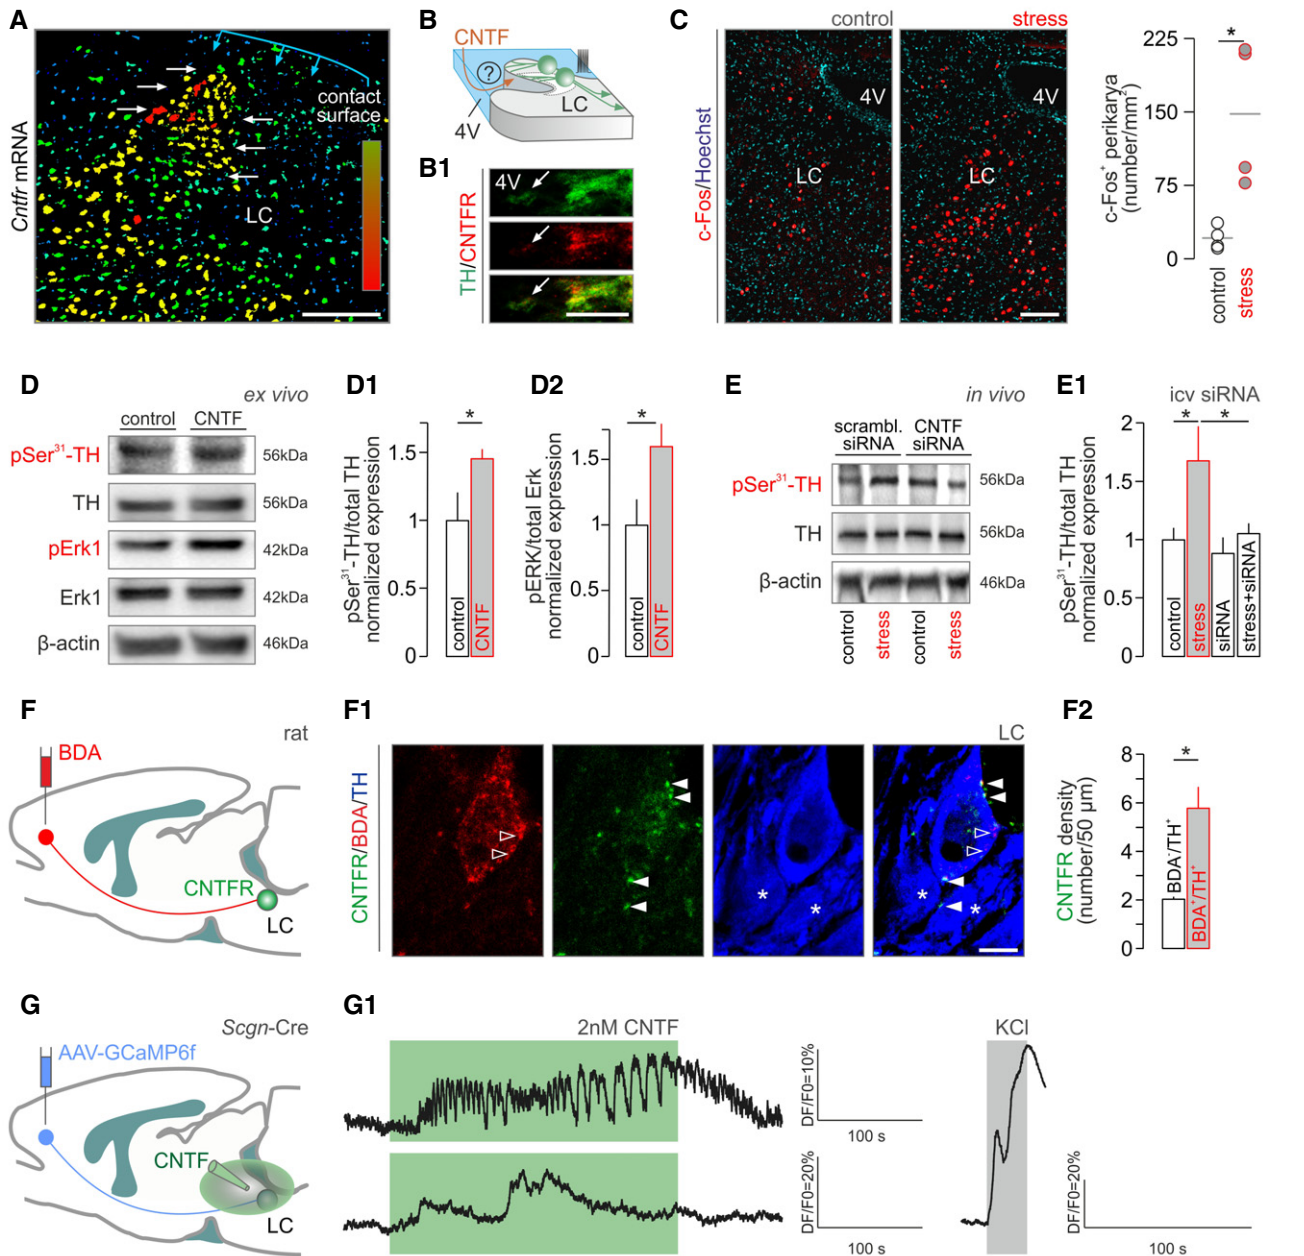 A
Cntfr mRNA
contact
surface
LC
B
CNTF
?
LC
4V
B1
TH/CNTFR
4V
C
control
stress
c-Fos/Hoechst
4V
LC
4V
LC
c-Fos⁺ perikarya
(number/mm²)
225
150
75
0
*
control
stress
D
ex vivo
control
CNTF
pSer³¹-TH
56kDa
TH
56kDa
pErk1
42kDa
Erk1
42kDa
β-actin
46kDa
D1
pSer³¹-TH/total TH
normalized expression
1.5
1
0.5
0
*
control
CNTF
D2
pERK/total Erk
normalized expression
1.5
1
0.5
0
*
control
CNTF
E
in vivo
scrambl.
siRNA
CNTF
siRNA
pSer³¹-TH
56kDa
TH
56kDa
β-actin
46kDa
control
stress
control
stress
E1
icv siRNA
pSer³¹-TH/total TH
normalized expression
2
1.5
1
0.5
0
*
*
control
stress
siRNA
stress+siRNA
F
rat
BDA
CNTFR
LC
F1
LC
CNTFR/BDA/TH
*
*
*
*
F2
CNTFR density
(number/50 μm)
8
6
4
2
0
*
BDA⁻/TH⁺
BDA⁺/TH⁺
G
Scgn-Cre
AAV-GCaMP6f
CNTF
LC
G1
2nM CNTF
KCl
DF/F0=10%
100 s
DF/F0=20%
100 s
DF/F0=20%
100 s